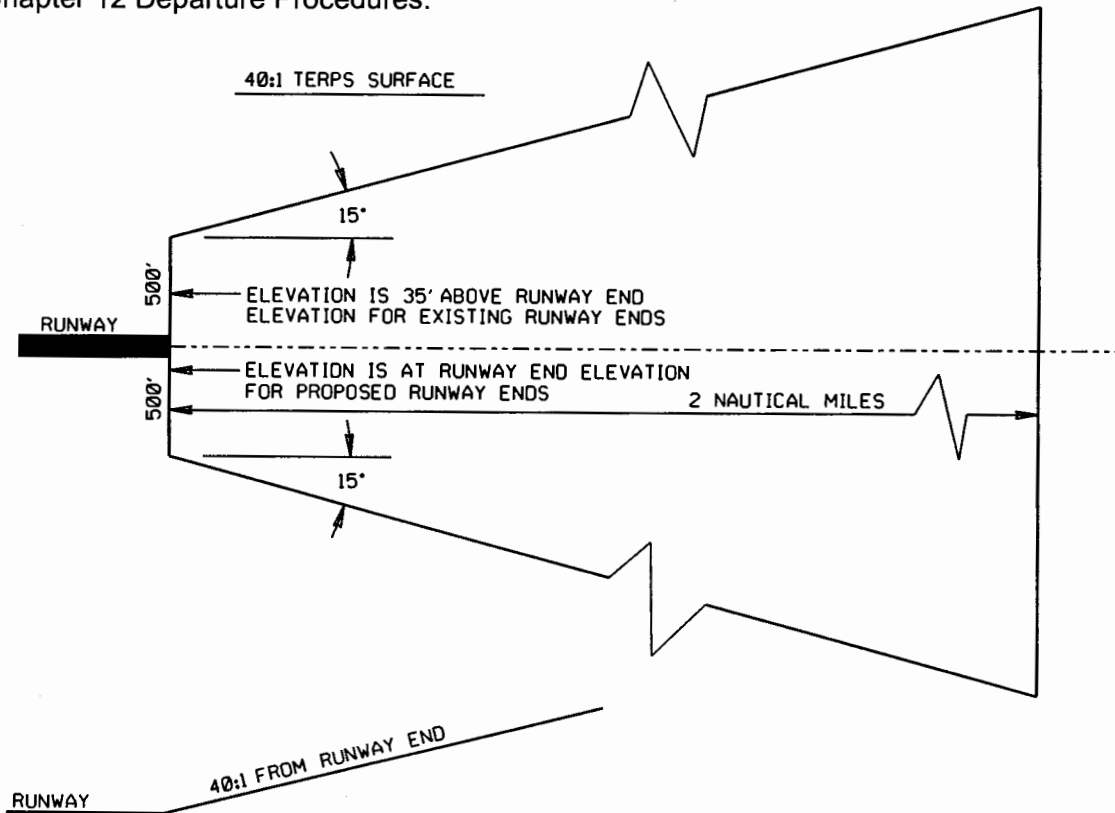 Chapter 12 Departure Procedures.
40:1 TERPS SURFACE
15°
500'
ELEVATION IS 35' ABOVE RUNWAY END
ELEVATION FOR EXISTING RUNWAY ENDS
RUNWAY
ELEVATION IS AT RUNWAY END ELEVATION
FOR PROPOSED RUNWAY ENDS
2 NAUTICAL MILES
500'
15°
40:1 FROM RUNWAY END
RUNWAY